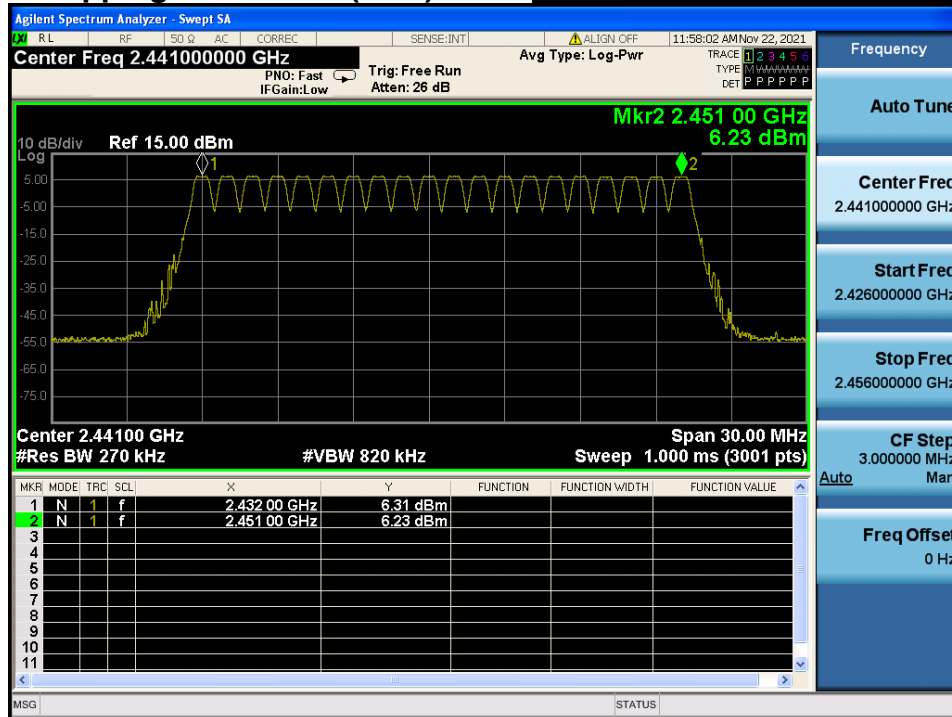 Agilent Spectrum Analyzer - Swept SA
LXI RL RF 50 Ω AC CORREC SENSE:INT ALIGN OFF 11:58:02 AM Nov 22, 2021
Center Freq 2.441000000 GHz
PNO: Fast
IFGain:Low
Trig: Free Run
Atten: 26 dB
Avg Type: Log-Pwr
TRACE 1 2 3 4 5 6
TYPE M
DET P P P P P P
Mkr2 2.451 00 GHz
6.23 dBm
10 dB/div Ref 15.00 dBm
Log
1
2
5.00
-5.00
-15.0
-25.0
-35.0
-45.0
-55.0
-65.0
-75.0
Center 2.44100 GHz Span 30.00 MHz
#Res BW 270 kHz #VBW 820 kHz Sweep 1.000 ms (3001 pts)
MKR MODE TRC SCL X Y FUNCTION FUNCTION WIDTH FUNCTION VALUE
1 N 1 f 2.432 00 GHz 6.31 dBm
2 N 1 f 2.451 00 GHz 6.23 dBm
3
4
5
6
7
8
9
10
11
MSG STATUS
Frequency
Auto Tune
Center Freq
2.441000000 GHz
Start Freq
2.426000000 GHz
Stop Freq
2.456000000 GHz
CF Step
3.000000 MHz
Auto Man
Freq Offset
0 Hz